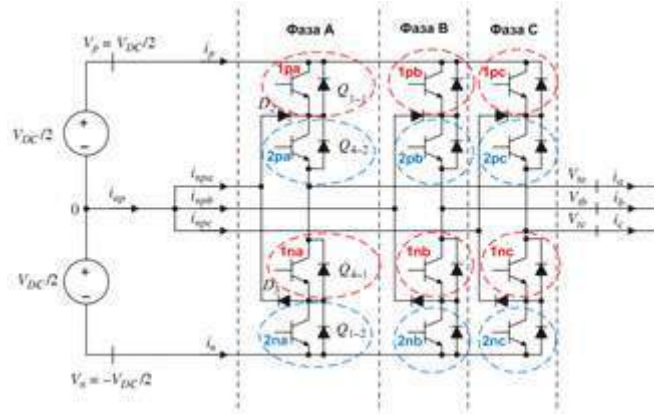 Фаза A Фаза B Фаза C
V_p = V_DC/2 i_p
1pa 1pb 1pc
V_DC/2
2pa Q_4-2 2pb 2pc
i_npa
V_ta i_a
0 i_np i_npb V_tb i_b
i_npc V_tc i_c
1na Q_4-1 1nb 1nc
V_DC/2
Q_1-2
2na 2nb 2nc
i_n
V_n = −V_DC/2